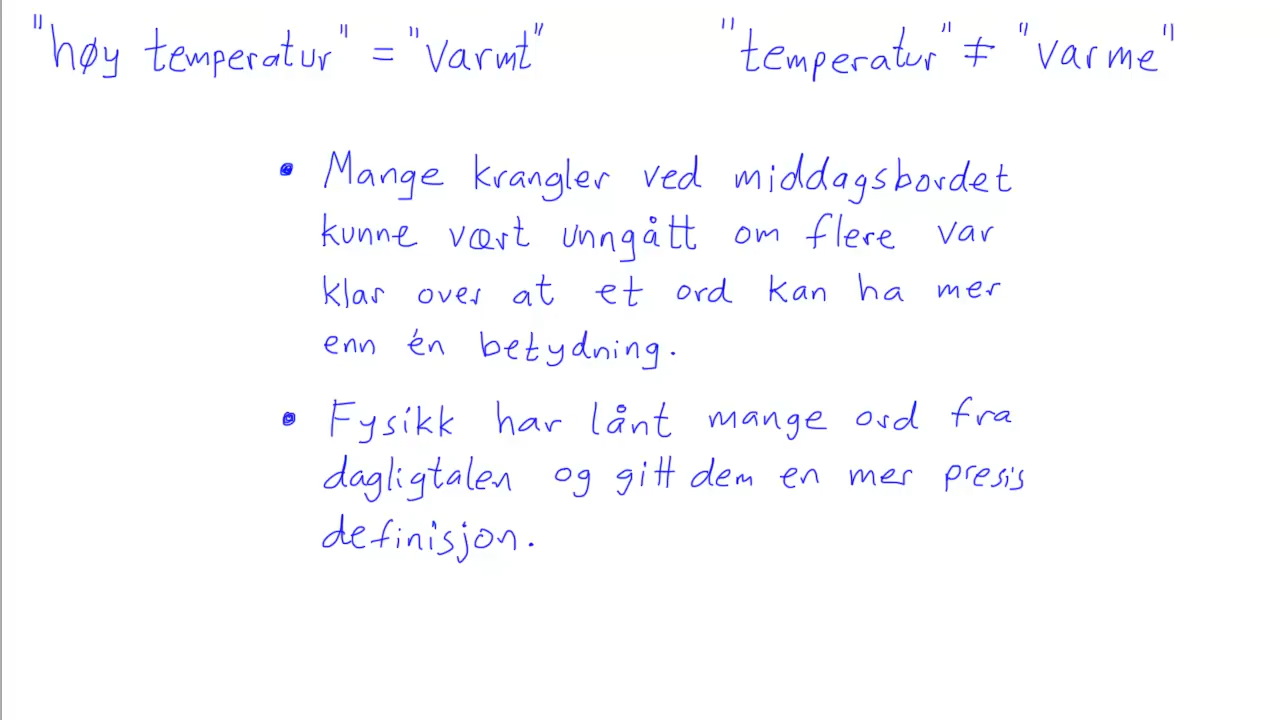 "høy temperatur" = "varmt" "temperatur" ≠ "varme"
• Mange krangler ved middagsbordet
kunne vært unngått om flere var
klar over at et ord kan ha mer
enn én betydning.
• Fysikk har lånt mange ord fra
dagligtalen og gitt dem en mer presis
definisjon.